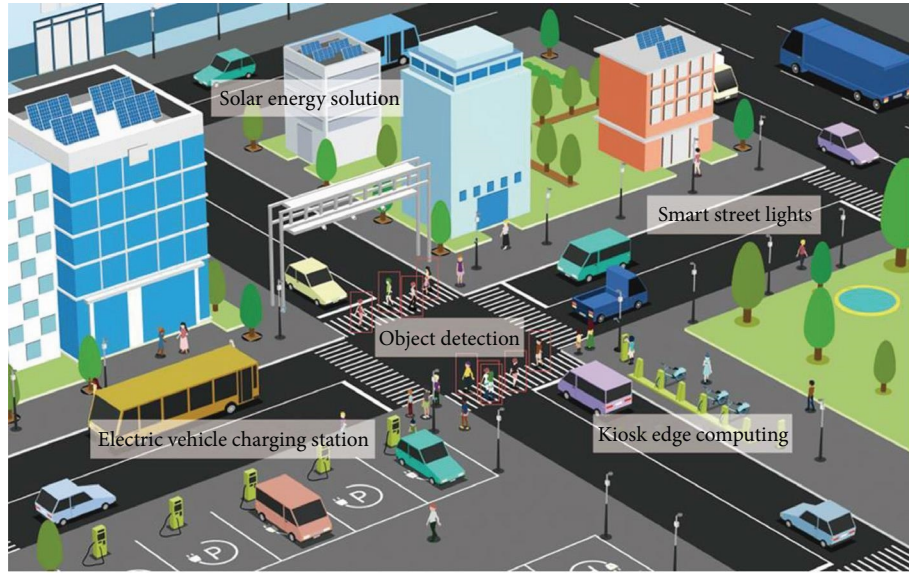 Solar energy solution
Smart street lights
Object detection
Electric vehicle charging station
Kiosk edge computing
P
P